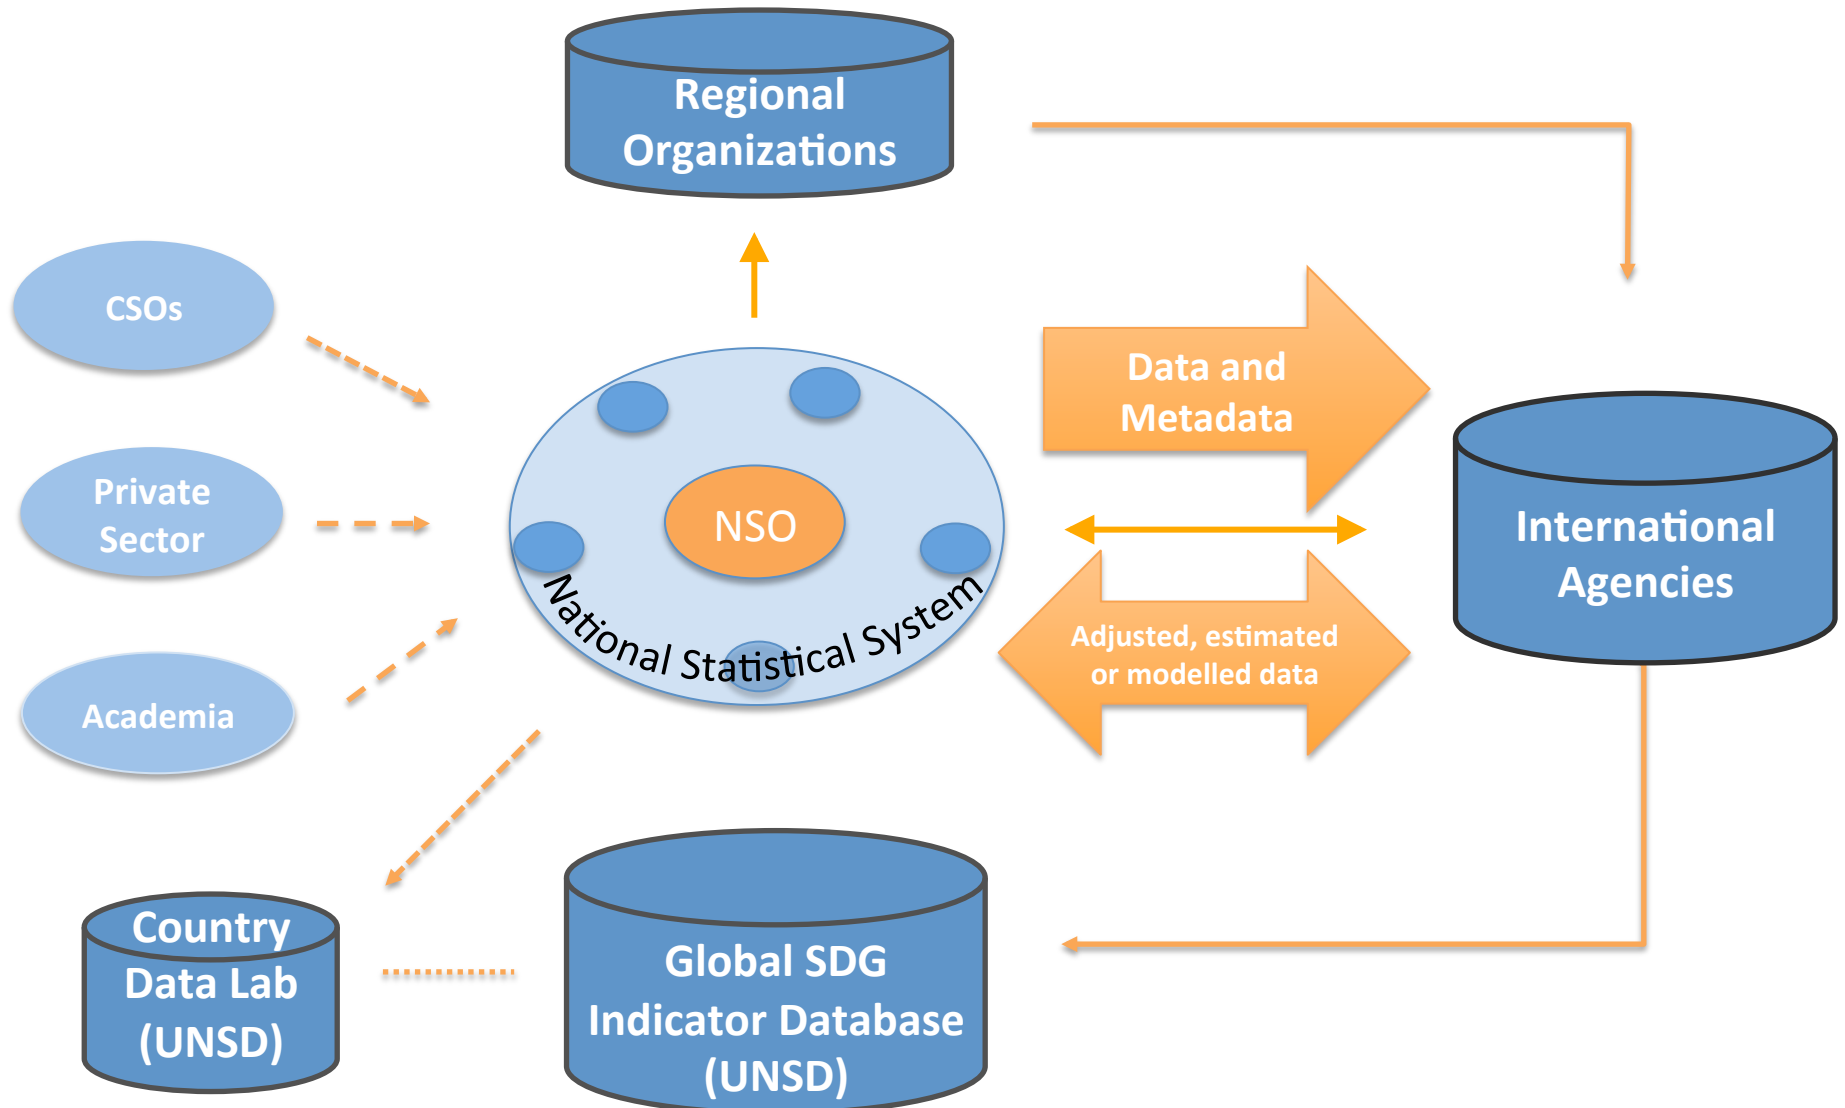 Regional
Organizations
CSOs
Data and
Metadata
Private
Sector
NSO
International
Agencies
National Statistical System
Adjusted, estimated
or modelled data
Academia
Country
Data Lab
(UNSD)
Global SDG
Indicator Database
(UNSD)